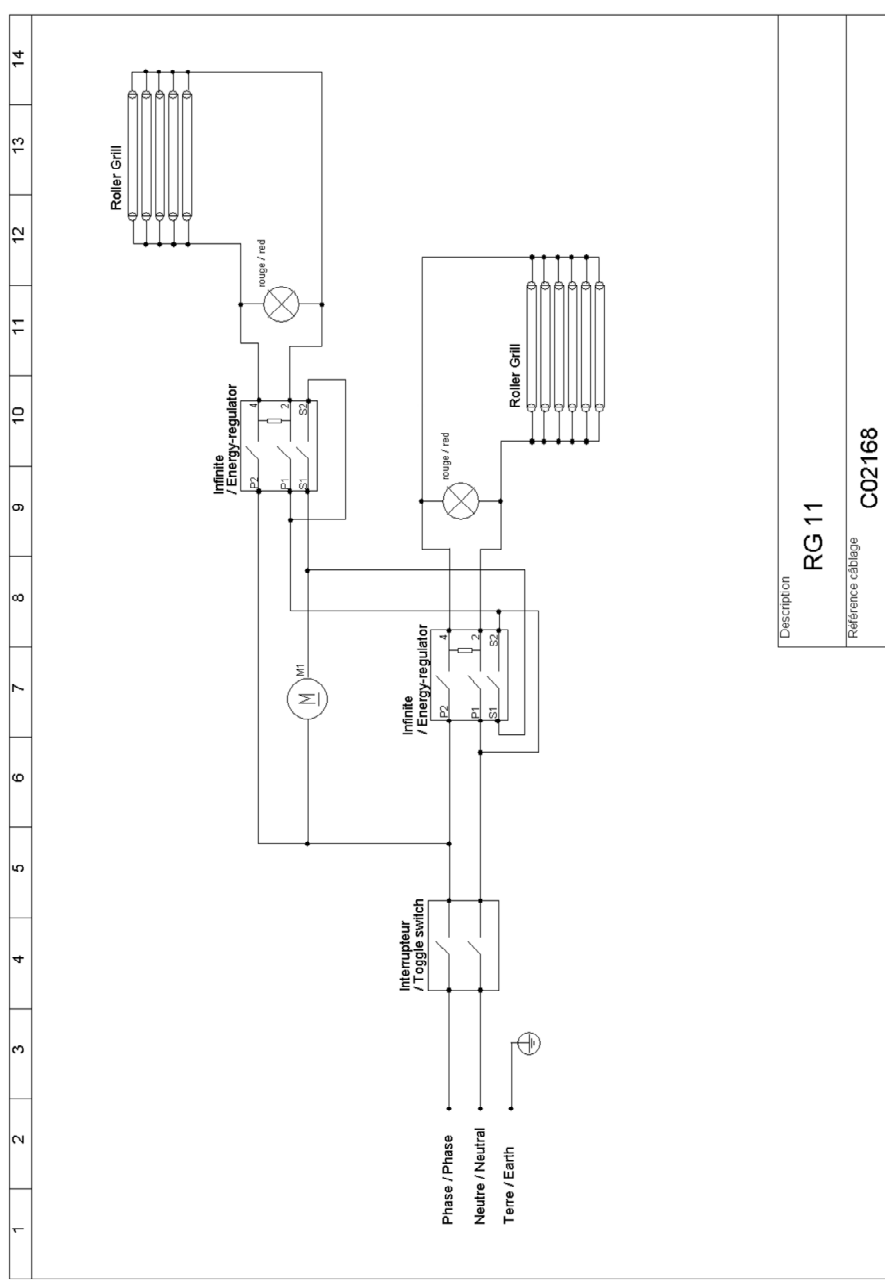 1 2 3 4 5 6 7 8 9 10 11 12 13 14
Roller Grill
rouge / red
Infinite
/ Energy-regulator
P2 4
P1 2
S1 S2
M1
M
rouge / red
Roller Grill
Infinite
/ Energy-regulator
P2 4
P1 2
S1 S2
Interrupteur
/ Toggle switch
Phase / Phase
Neutre / Neutral
Terre / Earth
Description
RG 11
Référence câblage
C02168